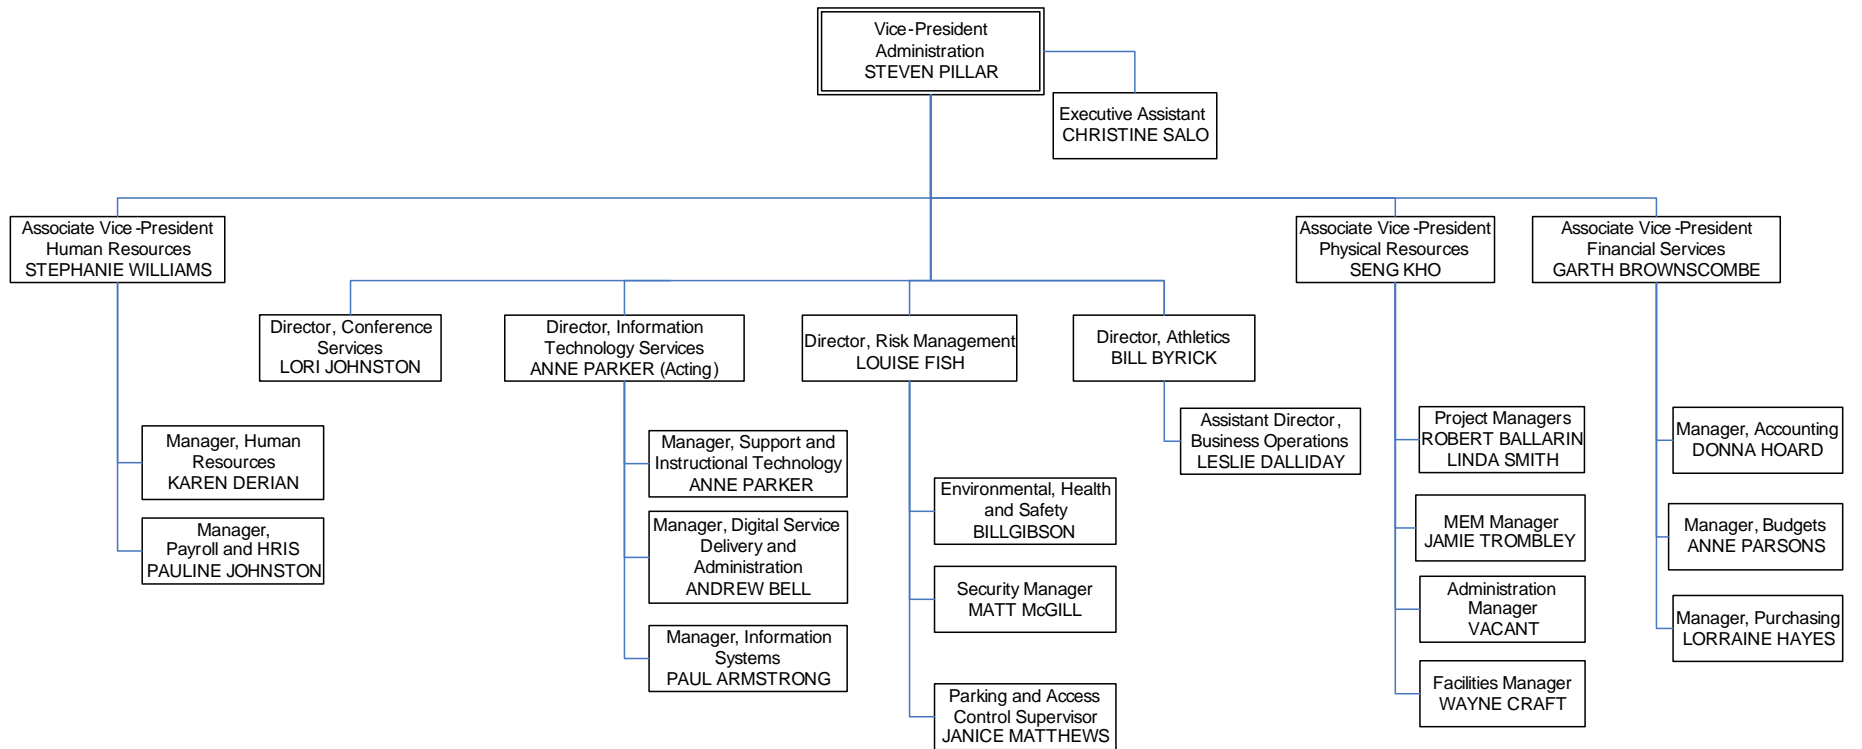 Vice-President
Administration
STEVEN PILLAR
Executive Assistant
CHRISTINE SALO
Associate Vice-President
Human Resources
STEPHANIE WILLIAMS
Associate Vice-President
Physical Resources
SENG KHO
Associate Vice-President
Financial Services
GARTH BROWNSCOMBE
Director, Conference
Services
LORI JOHNSTON
Director, Information
Technology Services
ANNE PARKER (Acting)
Director, Risk Management
LOUISE FISH
Director, Athletics
BILL BYRICK
Manager, Human
Resources
KAREN DERIAN
Manager,
Payroll and HRIS
PAULINE JOHNSTON
Manager, Support and
Instructional Technology
ANNE PARKER
Manager, Digital Service
Delivery and
Administration
ANDREW BELL
Manager, Information
Systems
PAUL ARMSTRONG
Environmental, Health
and Safety
BILLGIBSON
Security Manager
MATT McGILL
Parking and Access
Control Supervisor
JANICE MATTHEWS
Assistant Director,
Business Operations
LESLIE DALLIDAY
Project Managers
ROBERT BALLARIN
LINDA SMITH
MEM Manager
JAMIE TROMBLEY
Administration
Manager
VACANT
Facilities Manager
WAYNE CRAFT
Manager, Accounting
DONNA HOARD
Manager, Budgets
ANNE PARSONS
Manager, Purchasing
LORRAINE HAYES